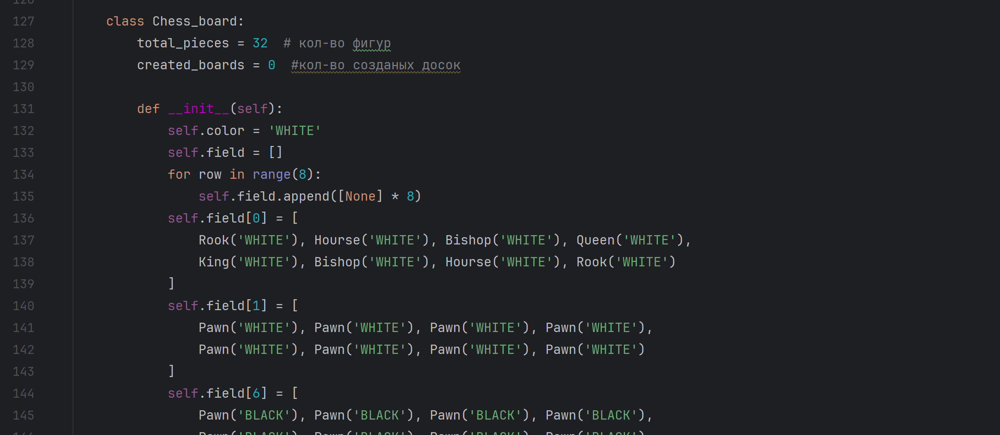 127 class Chess_board:
128 total_pieces = 32  # кол-во фигур
129 created_boards = 0  #кол-во созданых досок
130
131 def __init__(self):
132 self.color = 'WHITE'
133 self.field = []
134 for row in range(8):
135 self.field.append([None] * 8)
136 self.field[0] = [
137 Rook('WHITE'), Hourse('WHITE'), Bishop('WHITE'), Queen('WHITE'),
138 King('WHITE'), Bishop('WHITE'), Hourse('WHITE'), Rook('WHITE')
139 ]
140 self.field[1] = [
141 Pawn('WHITE'), Pawn('WHITE'), Pawn('WHITE'), Pawn('WHITE'),
142 Pawn('WHITE'), Pawn('WHITE'), Pawn('WHITE'), Pawn('WHITE')
143 ]
144 self.field[6] = [
145 Pawn('BLACK'), Pawn('BLACK'), Pawn('BLACK'), Pawn('BLACK'),